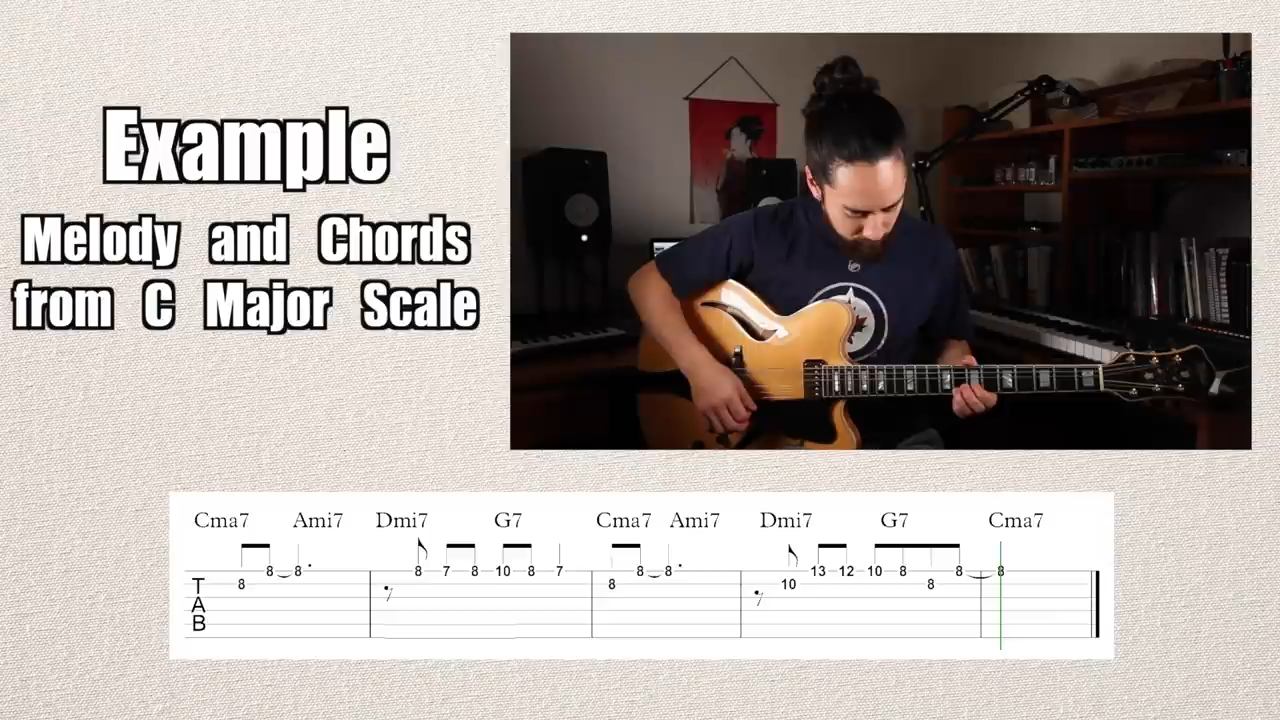 Example
Melody and Chords
from C Major Scale
Cma7 Ami7 Dmi7 G7 Cma7 Ami7 Dmi7 G7 Cma7
8 8 8 7 8 10 8 7 8 8 13 12 10 8 8 8
8 8 10 8
T
A
B